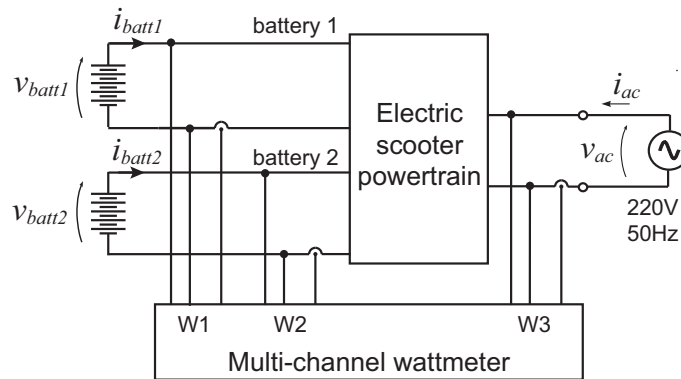 i_batt1
battery 1
v_batt1
i_batt2
battery 2
v_batt2
Electric
scooter
powertrain
i_ac
v_ac
220V
50Hz
W1
W2
W3
Multi-channel wattmeter